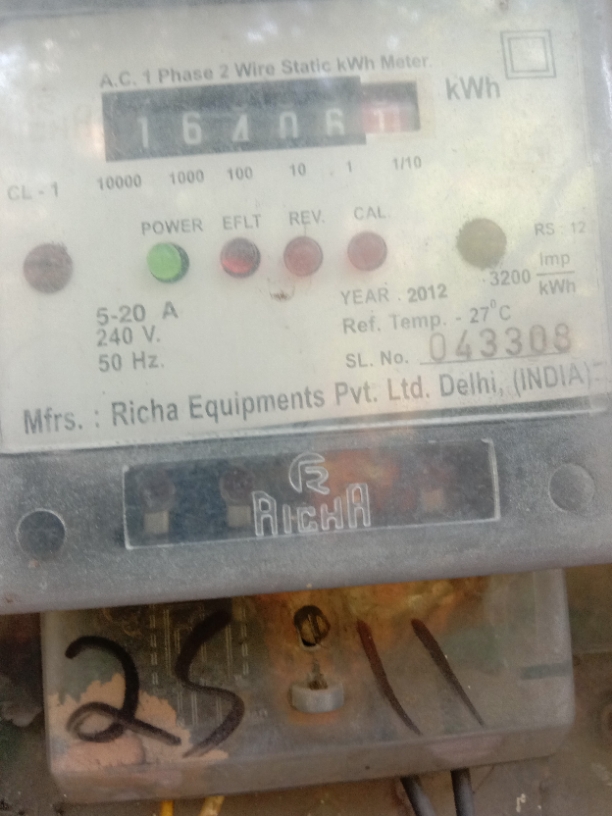 A.C. 1 Phase 2 Wire Static kWh Meter
kWh
1 6 4 0 6 1
CL - 1
10000 1000 100 10 . 1 1/10
POWER EFLT REV. CAL.
RS : 12
3200 Imp/kWh
5-20 A
240 V.
50 Hz.
YEAR . 2012
Ref. Temp. - 27°C
SL. No. 043308
Mfrs. : Richa Equipments Pvt. Ltd. Delhi, (INDIA)
RICHA
25 11